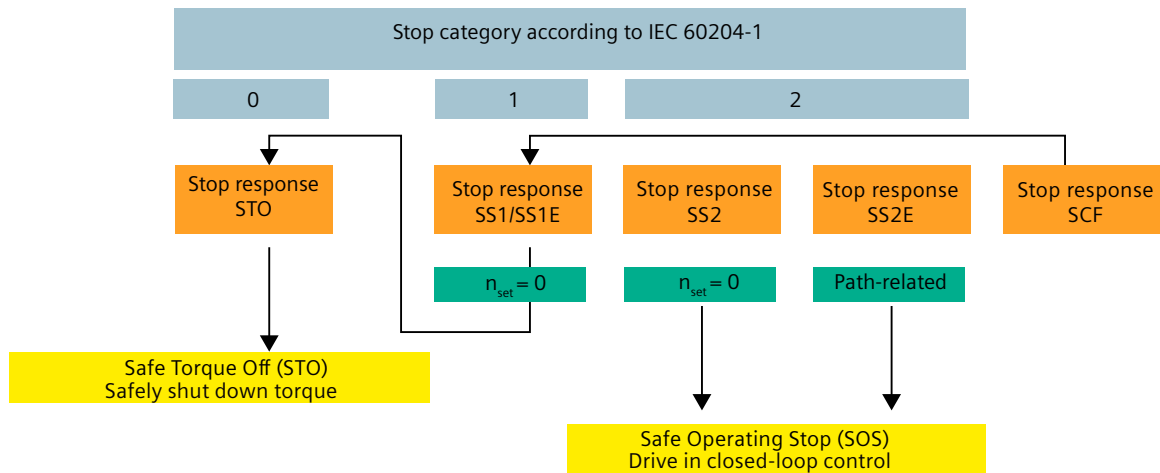 Stop category according to IEC 60204-1
0
1
2
Stop response
STO
Stop response
SS1/SS1E
Stop response
SS2
Stop response
SS2E
Stop response
SCF
nset = 0
nset = 0
Path-related
Safe Torque Off (STO)
Safely shut down torque
Safe Operating Stop (SOS)
Drive in closed-loop control